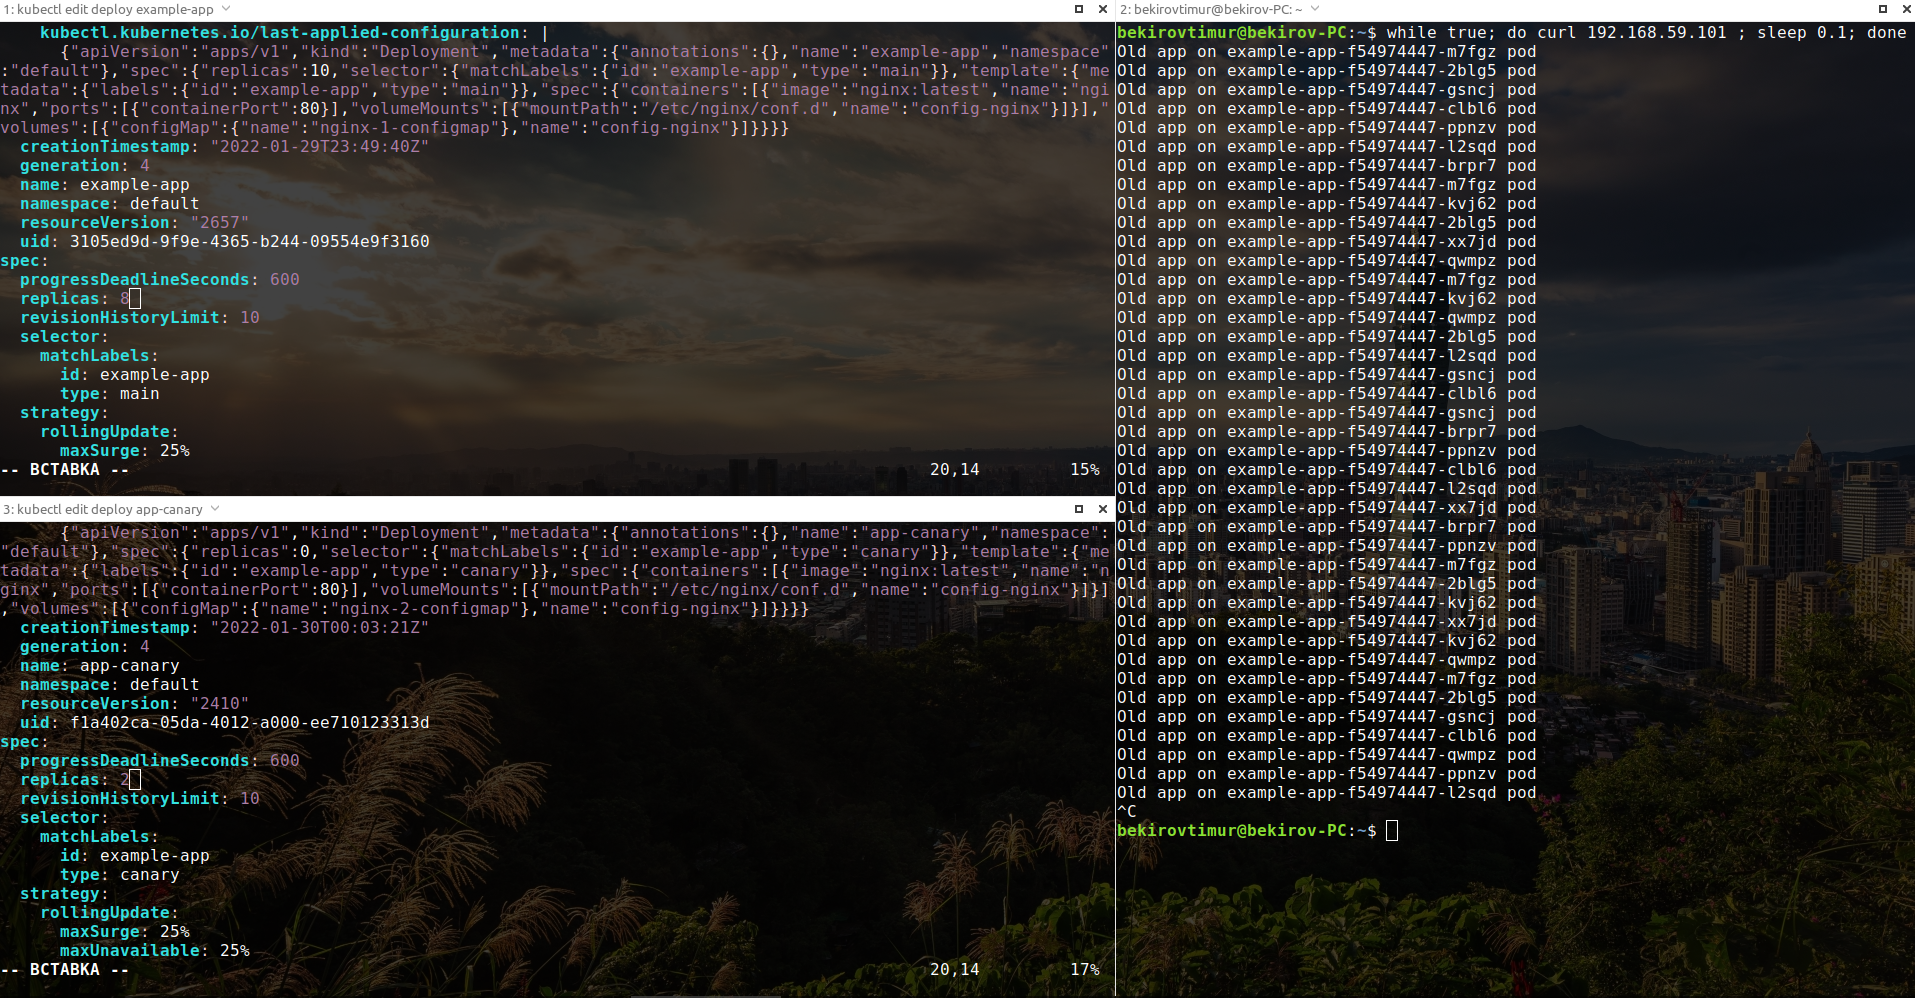 1: kubectl edit deploy example-app
    kubectl.kubernetes.io/last-applied-configuration: |
      {"apiVersion":"apps/v1","kind":"Deployment","metadata":{"annotations":{},"name":"example-app","namespace"
:"default"},"spec":{"replicas":10,"selector":{"matchLabels":{"id":"example-app","type":"main"}},"template":{"me
tadata":{"labels":{"id":"example-app","type":"main"}},"spec":{"containers":[{"image":"nginx:latest","name":"ngi
nx","ports":[{"containerPort":80}],"volumeMounts":[{"mountPath":"/etc/nginx/conf.d","name":"config-nginx"}]}],"
volumes":[{"configMap":{"name":"nginx-1-configmap"},"name":"config-nginx"}]}}}}
  creationTimestamp: "2022-01-29T23:49:40Z"
  generation: 4
  name: example-app
  namespace: default
  resourceVersion: "2657"
  uid: 3105ed9d-9f9e-4365-b244-09554e9f3160
spec:
  progressDeadlineSeconds: 600
  replicas: 8
  revisionHistoryLimit: 10
  selector:
    matchLabels:
      id: example-app
      type: main
  strategy:
    rollingUpdate:
      maxSurge: 25%
-- ВСТАВКА -- 20,14 15%
3: kubectl edit deploy app-canary
      {"apiVersion":"apps/v1","kind":"Deployment","metadata":{"annotations":{},"name":"app-canary","namespace":
"default"},"spec":{"replicas":0,"selector":{"matchLabels":{"id":"example-app","type":"canary"}},"template":{"me
tadata":{"labels":{"id":"example-app","type":"canary"}},"spec":{"containers":[{"image":"nginx:latest","name":"n
ginx","ports":[{"containerPort":80}],"volumeMounts":[{"mountPath":"/etc/nginx/conf.d","name":"config-nginx"}]}]
,"volumes":[{"configMap":{"name":"nginx-2-configmap"},"name":"config-nginx"}]}}}}
  creationTimestamp: "2022-01-30T00:03:21Z"
  generation: 4
  name: app-canary
  namespace: default
  resourceVersion: "2410"
  uid: f1a402ca-05da-4012-a000-ee710123313d
spec:
  progressDeadlineSeconds: 600
  replicas: 2
  revisionHistoryLimit: 10
  selector:
    matchLabels:
      id: example-app
      type: canary
  strategy:
    rollingUpdate:
      maxSurge: 25%
      maxUnavailable: 25%
-- ВСТАВКА -- 20,14 17%
2: bekirovtimur@bekirov-PC: ~
bekirovtimur@bekirov-PC:~$ while true; do curl 192.168.59.101 ; sleep 0.1; done
Old app on example-app-f54974447-m7fgz pod
Old app on example-app-f54974447-2blg5 pod
Old app on example-app-f54974447-gsncj pod
Old app on example-app-f54974447-clbl6 pod
Old app on example-app-f54974447-ppnzv pod
Old app on example-app-f54974447-l2sqd pod
Old app on example-app-f54974447-brpr7 pod
Old app on example-app-f54974447-m7fgz pod
Old app on example-app-f54974447-kvj62 pod
Old app on example-app-f54974447-2blg5 pod
Old app on example-app-f54974447-xx7jd pod
Old app on example-app-f54974447-qwmpz pod
Old app on example-app-f54974447-m7fgz pod
Old app on example-app-f54974447-kvj62 pod
Old app on example-app-f54974447-qwmpz pod
Old app on example-app-f54974447-2blg5 pod
Old app on example-app-f54974447-l2sqd pod
Old app on example-app-f54974447-gsncj pod
Old app on example-app-f54974447-clbl6 pod
Old app on example-app-f54974447-gsncj pod
Old app on example-app-f54974447-brpr7 pod
Old app on example-app-f54974447-ppnzv pod
Old app on example-app-f54974447-clbl6 pod
Old app on example-app-f54974447-l2sqd pod
Old app on example-app-f54974447-xx7jd pod
Old app on example-app-f54974447-brpr7 pod
Old app on example-app-f54974447-ppnzv pod
Old app on example-app-f54974447-m7fgz pod
Old app on example-app-f54974447-2blg5 pod
Old app on example-app-f54974447-kvj62 pod
Old app on example-app-f54974447-xx7jd pod
Old app on example-app-f54974447-kvj62 pod
Old app on example-app-f54974447-qwmpz pod
Old app on example-app-f54974447-m7fgz pod
Old app on example-app-f54974447-2blg5 pod
Old app on example-app-f54974447-gsncj pod
Old app on example-app-f54974447-clbl6 pod
Old app on example-app-f54974447-qwmpz pod
Old app on example-app-f54974447-ppnzv pod
Old app on example-app-f54974447-l2sqd pod
^C
bekirovtimur@bekirov-PC:~$